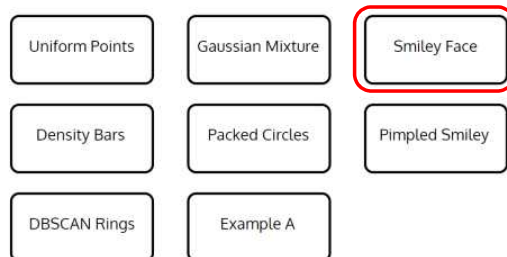 Uniform Points
Gaussian Mixture
Smiley Face
Density Bars
Packed Circles
Pimpled Smiley
DBSCAN Rings
Example A